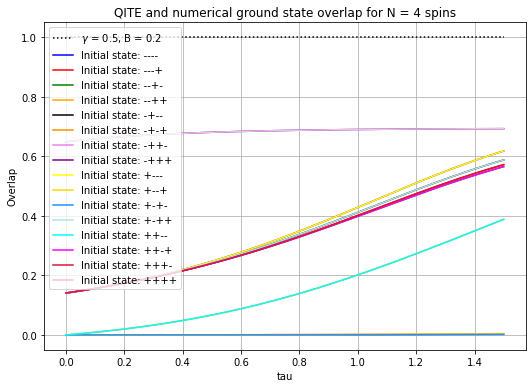 QITE and numerical ground state overlap for N = 4 spins
γ = 0.5, B = 0.2
Initial state: ----
Initial state: ---+
Initial state: --+-
Initial state: --++
Initial state: -+--
Initial state: -+-+
Initial state: -++-
Initial state: -+++
Initial state: +---
Initial state: +--+
Initial state: +-+-
Initial state: +-++
Initial state: ++--
Initial state: ++-+
Initial state: +++-
Initial state: ++++
Overlap
1.0
0.8
0.6
0.4
0.2
0.0
0.0 0.2 0.4 0.6 0.8 1.0 1.2 1.4
tau